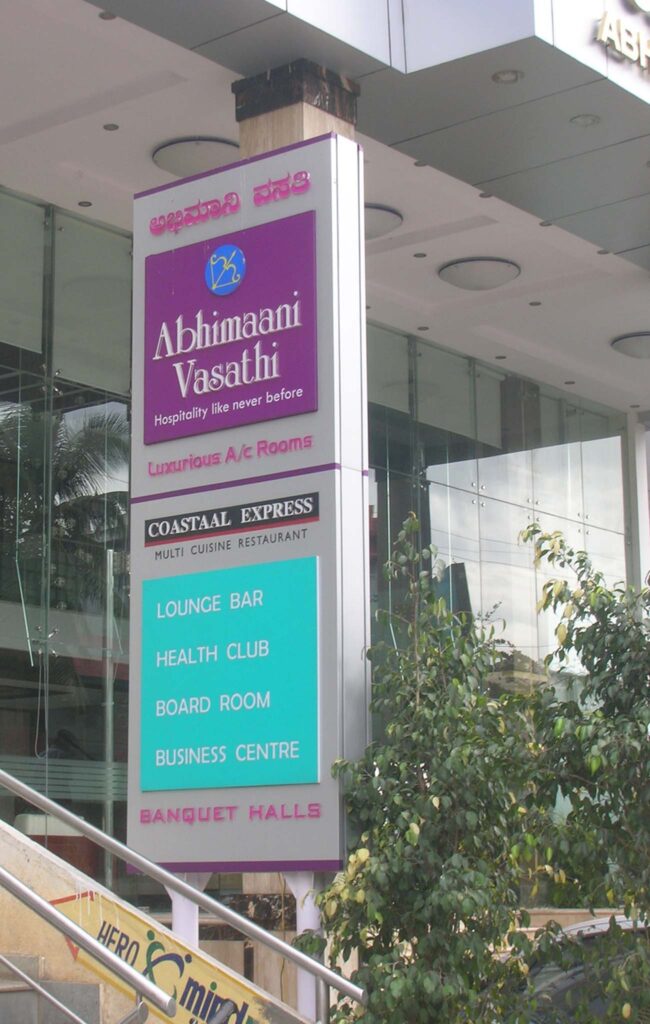 ಅಭಿಮಾನಿ ವಸತಿ
Abhimaani
Vasathi
Hospitality like never before
Luxurious A/c Rooms
COASTAAL EXPRESS
MULTI CUISINE RESTAURANT
LOUNGE BAR
HEALTH CLUB
BOARD ROOM
BUSINESS CENTRE
BANQUET HALLS
HERO